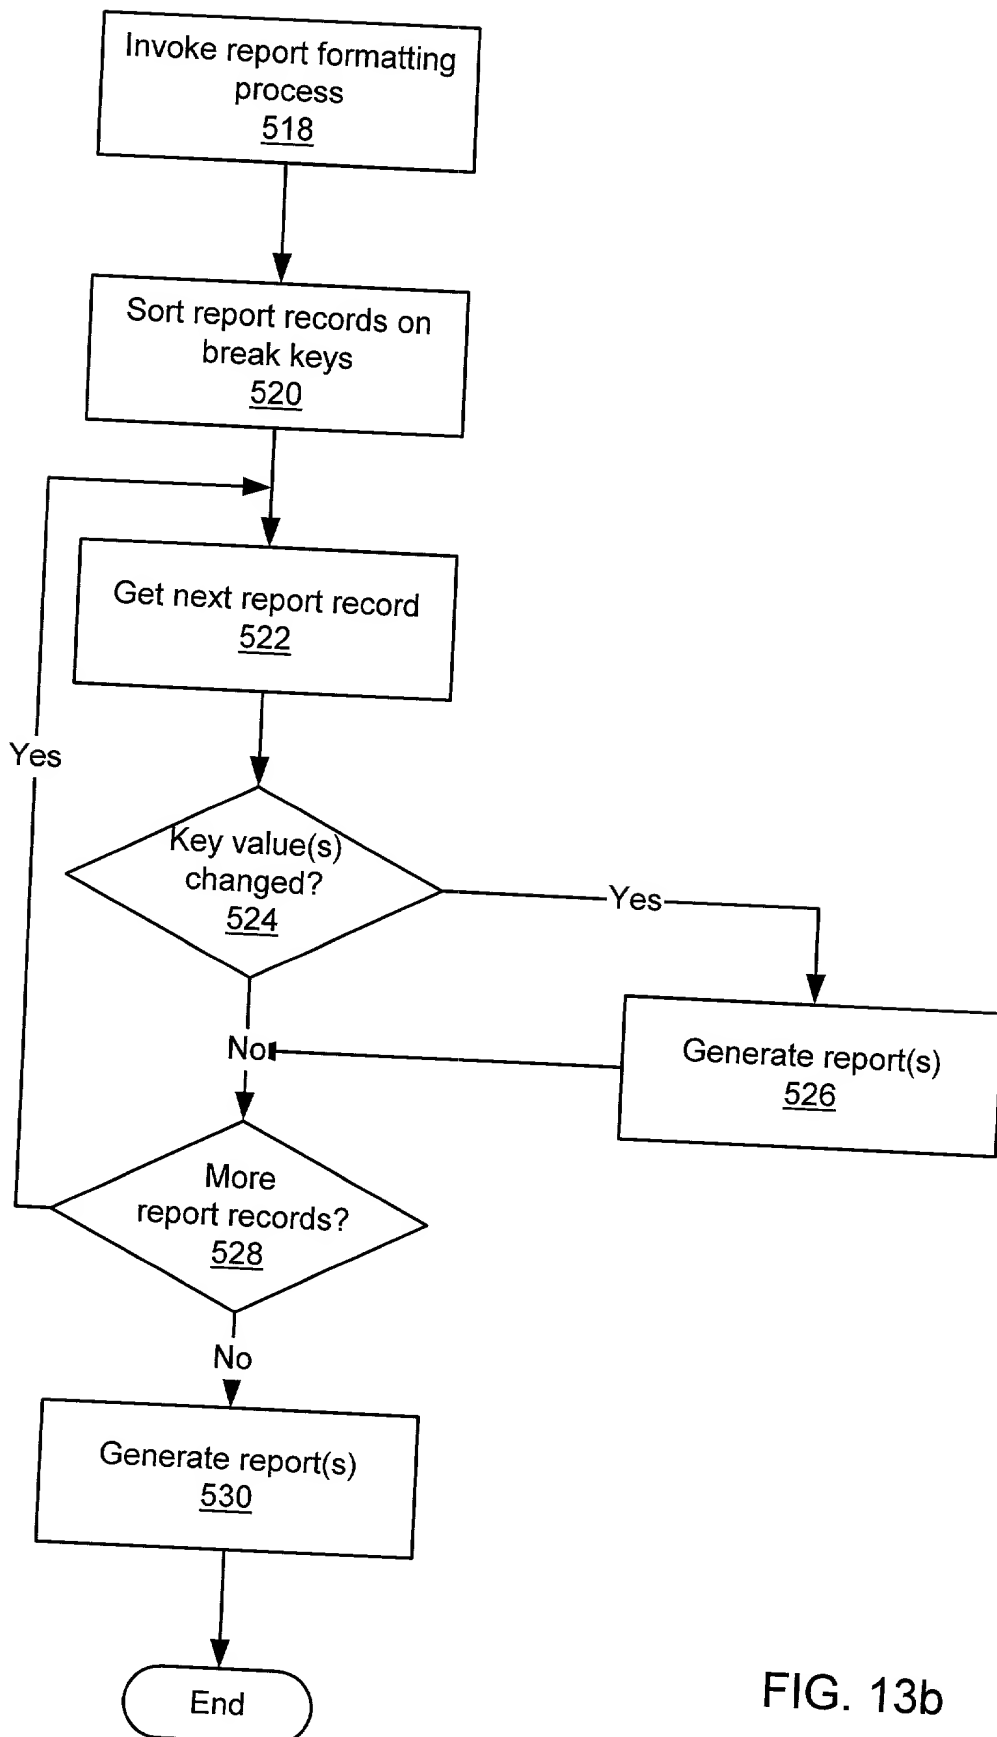 Invoke report formatting
process
518
Sort report records on
break keys
520
Get next report record
522
Yes
Key value(s)
changed?
524
Yes
No
Generate report(s)
526
More
report records?
528
No
Generate report(s)
530
End
FIG. 13b